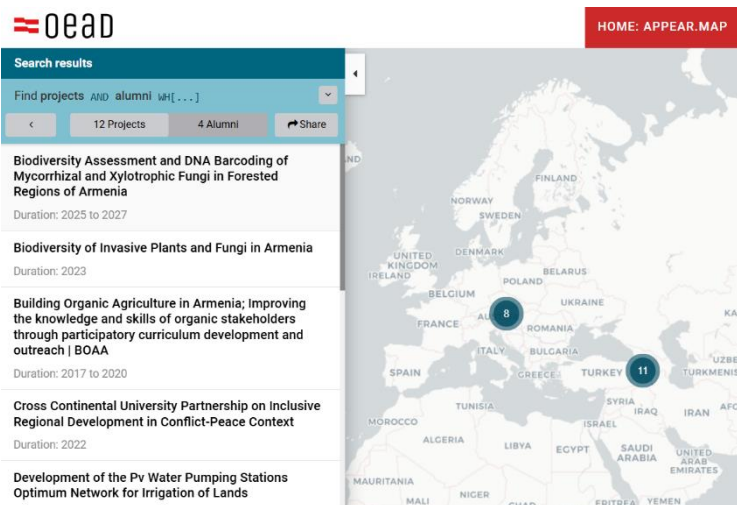 oead
HOME: APPEAR.MAP
Search results
Find projects AND alumni WH[...]
12 Projects
4 Alumni
Share
Biodiversity Assessment and DNA Barcoding of
Mycorrhizal and Xylotrophic Fungi in Forested
Regions of Armenia
Duration: 2025 to 2027
Biodiversity of Invasive Plants and Fungi in Armenia
Duration: 2023
Building Organic Agriculture in Armenia; Improving
the knowledge and skills of organic stakeholders
through participatory curriculum development and
outreach | BOAA
Duration: 2017 to 2020
Cross Continental University Partnership on Inclusive
Regional Development in Conflict-Peace Context
Duration: 2022
Development of the Pv Water Pumping Stations
Optimum Network for Irrigation of Lands
FINLAND
NORWAY
SWEDEN
UNITED
KINGDOM
DENMARK
IRELAND
BELARUS
POLAND
BELGIUM
UKRAINE
KA
AU
8
FRANCE
ROMANIA
ITALY
BULGARIA
UZBE
SPAIN
GREECE
TURKEY
11
TURKMENIS
TUNISIA
SYRIA
IRAQ
IRAN
AFG
MOROCCO
ISRAEL
ALGERIA
LIBYA
EGYPT
SAUDI
ARABIA
UNITED
ARAB
EMIRATES
MAURITANIA
MALI
NIGER
CHAD
ERITREA
YEMEN